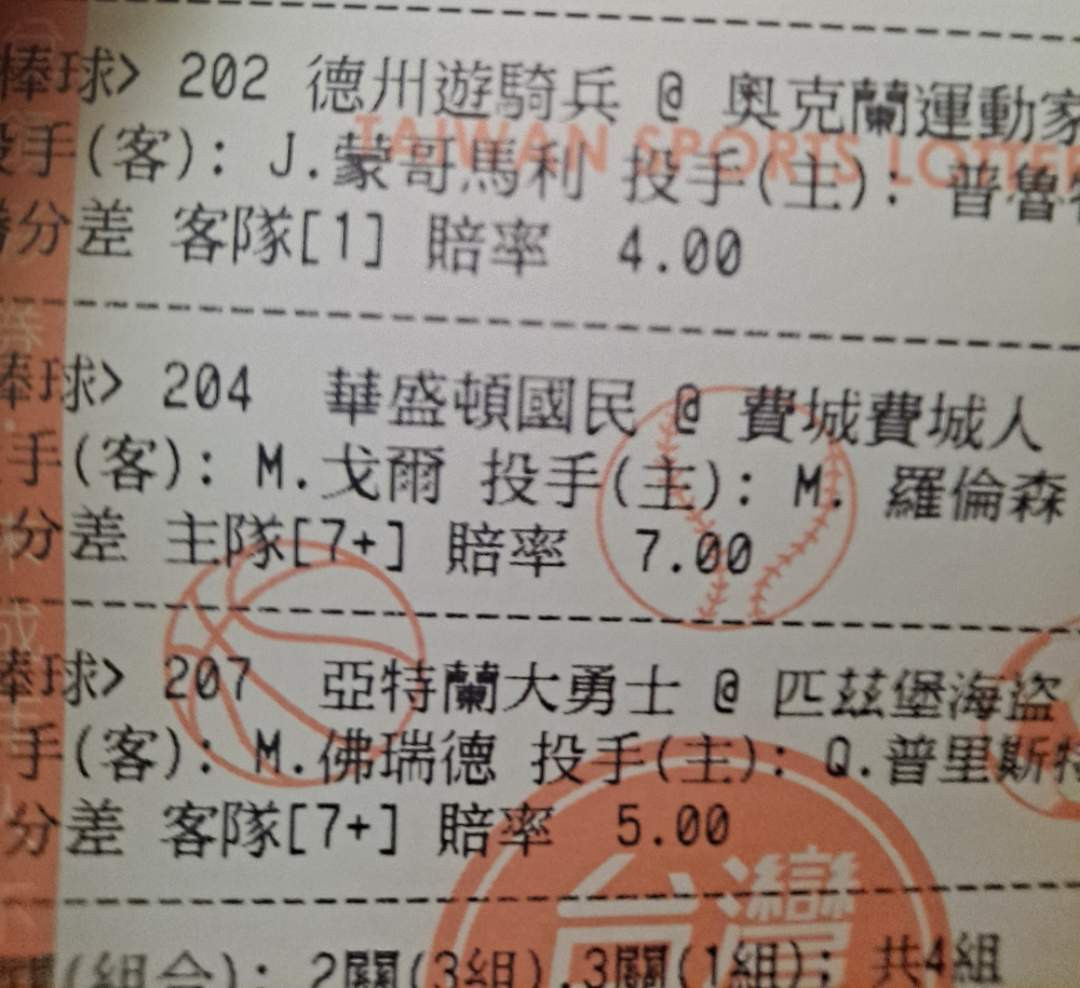 棒球> 202 德州遊騎兵 @ 奧克蘭運動家
投手(客): J.蒙哥馬利 投手(主): 普魯
TAIWAN SPORTS LOTTER
分差 客隊[1] 賠率 4.00
棒球> 204 華盛頓國民 @ 費城費城人
手(客): M.戈爾 投手(主): M. 羅倫森
分差 主隊[7+] 賠率 7.00
棒球> 207 亞特蘭大勇士 @ 匹茲堡海盜
手(客): M.佛瑞德 投手(主): Q.普里斯特
分差 客隊[7+] 賠率 5.00
台灣
(組合): 2關(3組),3關(1組); 共4組